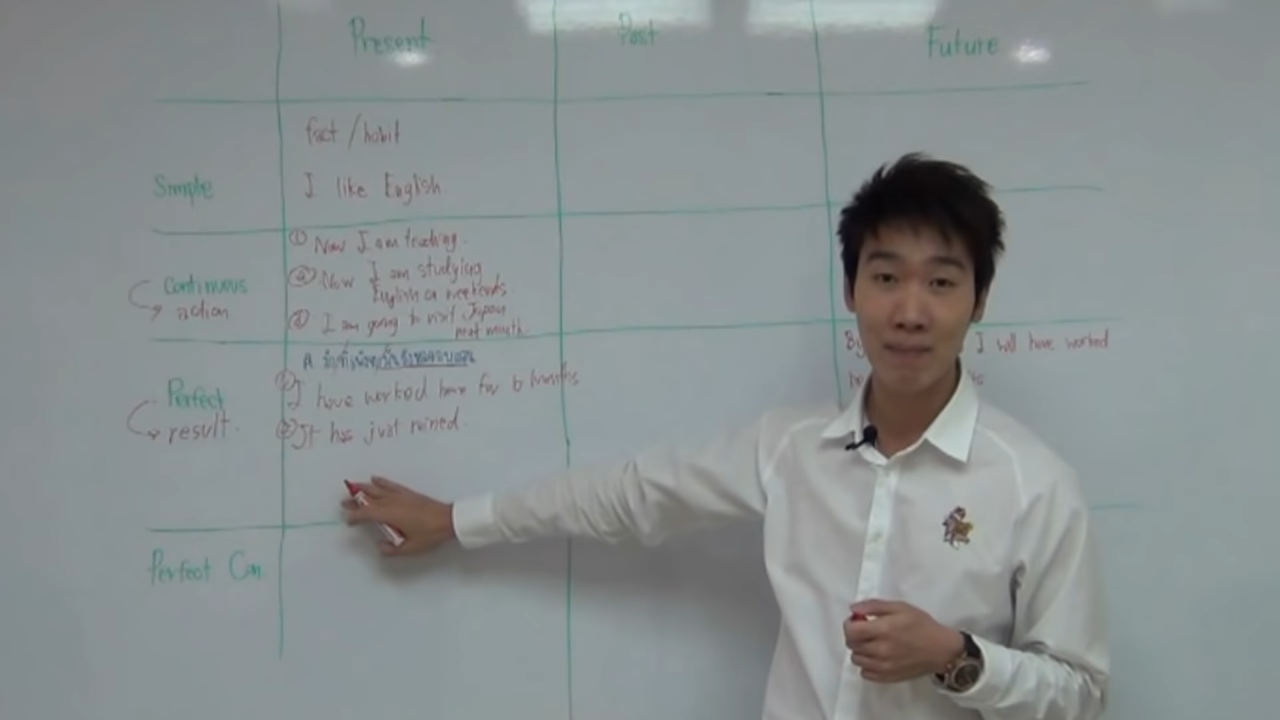 Present Past Future
fact / habit
Simple I like English
① Now I am teaching.
Continuous ② Now I am studying
action English on weekends
③ I am going to visit Japan
next month
By I will have worked
Perfect ① I have worked here for 6 months
result. ② It has just rained.
Perfect Con